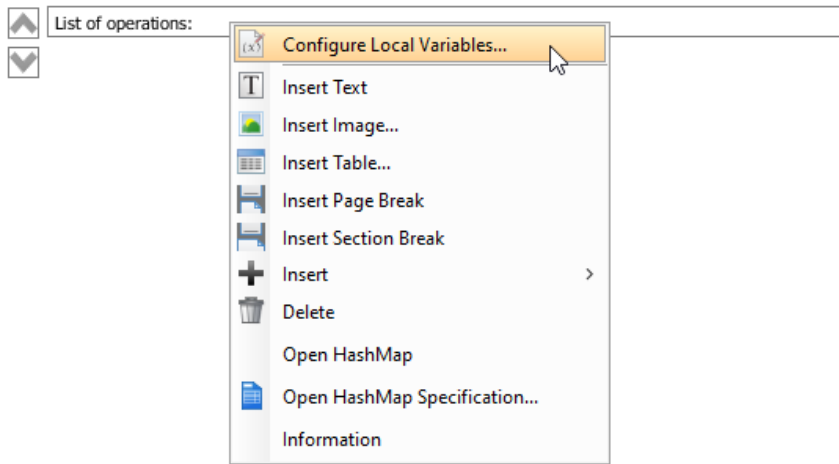 List of operations:
Configure Local Variables...
Insert Text
Insert Image...
Insert Table...
Insert Page Break
Insert Section Break
Insert
Delete
Open HashMap
Open HashMap Specification...
Information